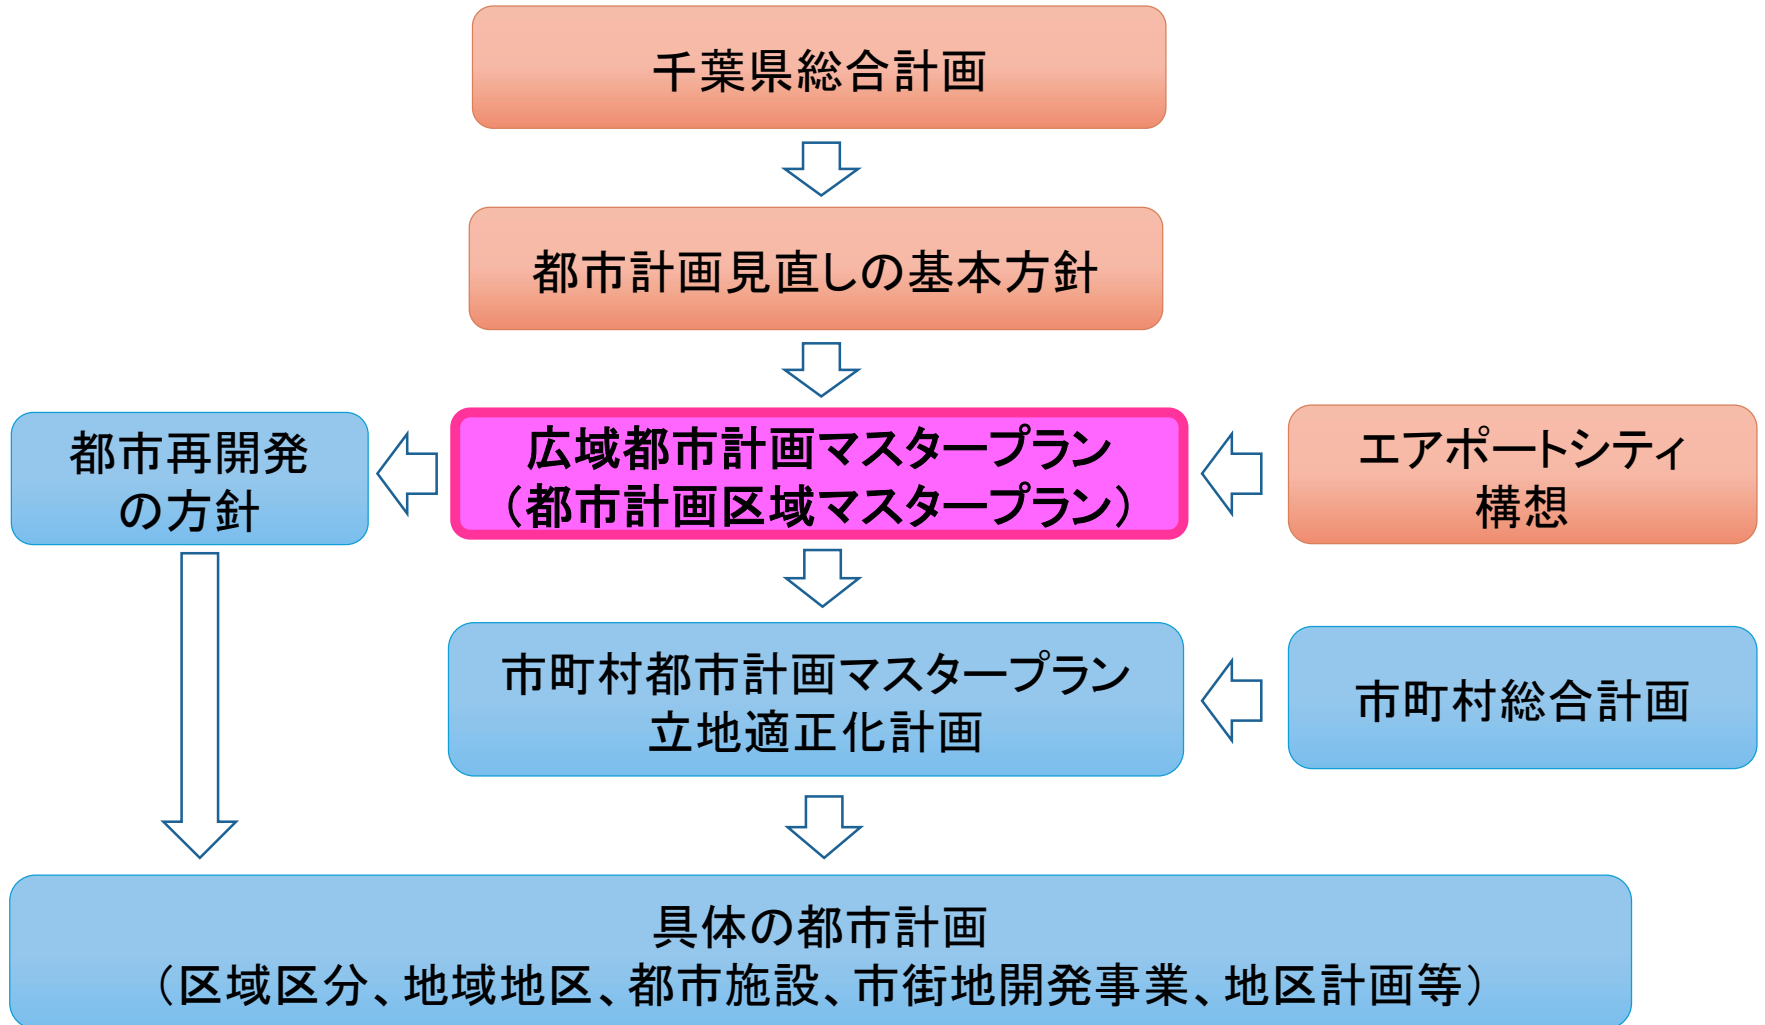 千葉県総合計画
都市計画見直しの基本方針
都市再開発
の方針
広域都市計画マスタープラン
（都市計画区域マスタープラン）
エアポートシティ
構想
市町村都市計画マスタープラン
立地適正化計画
市町村総合計画
具体の都市計画
（区域区分、地域地区、都市施設、市街地開発事業、地区計画等）